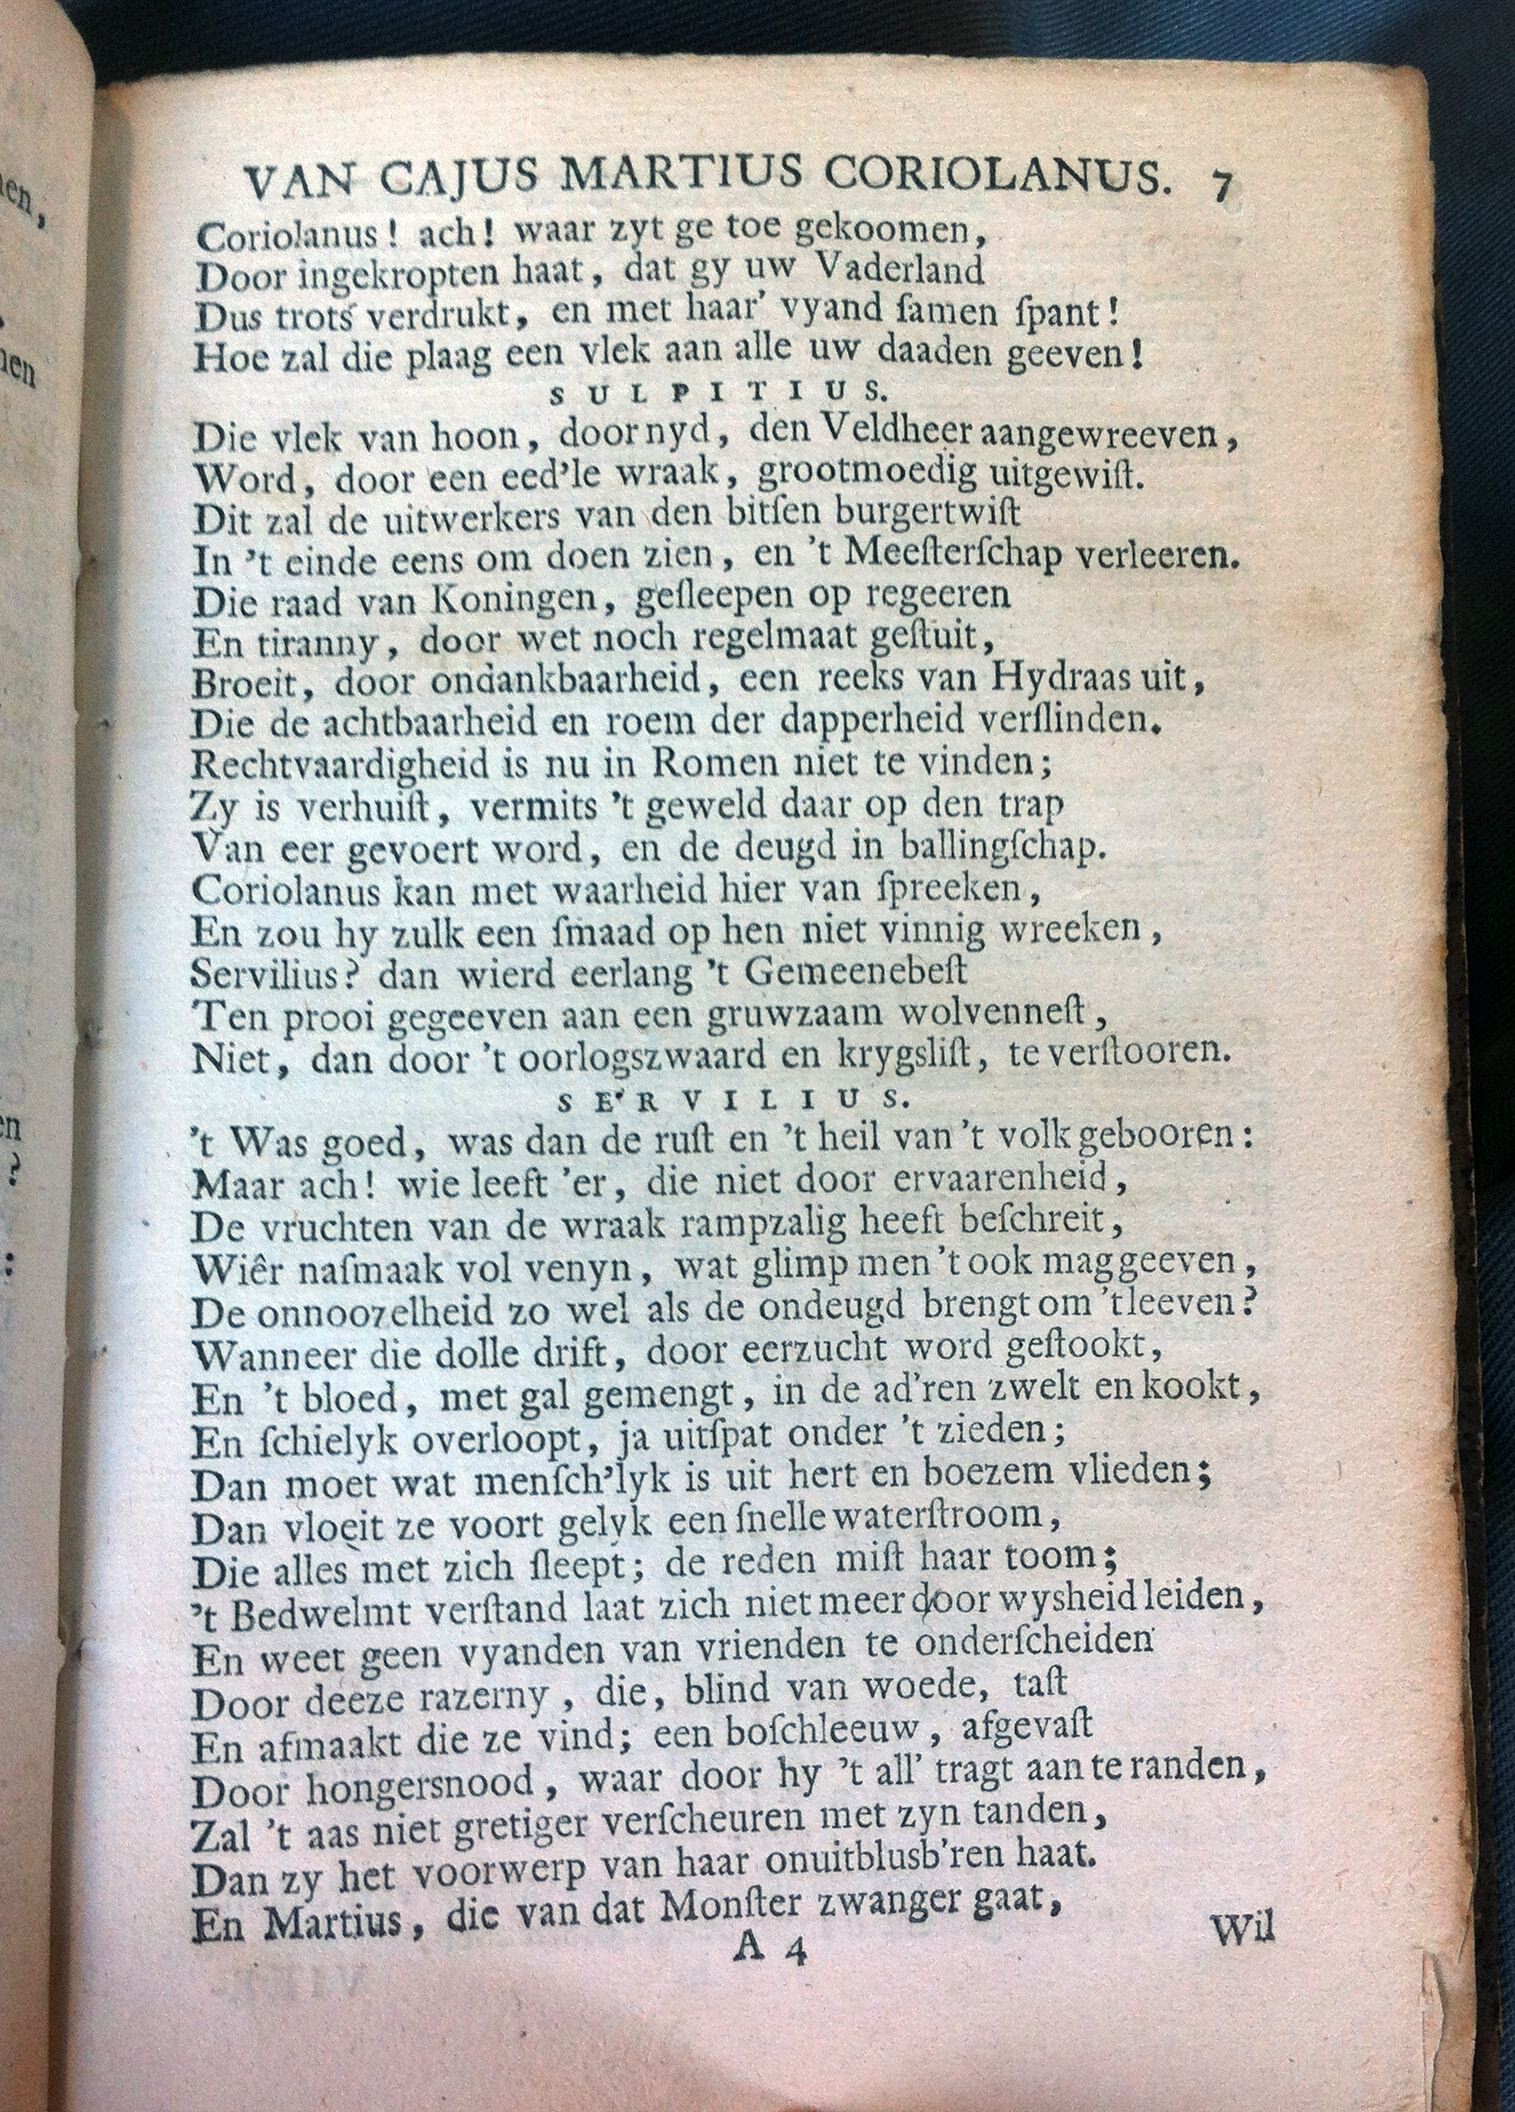 VAN CAJUS MARTIUS CORIOLANUS. 7
Coriolanus! ach! waar zyt ge toe gekoomen,
Door ingekropten haat, dat gy uw Vaderland
Dus trots verdrukt, en met haar' vyand ſamen ſpant!
Hoe zal die plaag een vlek aan alle uw daaden geeven!
SULPITIUS.
Die vlek van hoon, door nyd, den Veldheer aangewreeven,
Word, door een eed'le wraak, grootmoedig uitgewiſt.
Dit zal de uitwerkers van den bitſen burgertwiſt
In 't einde eens om doen zien, en 't Meeſterſchap verleeren.
Die raad van Koningen, geſleepen op regeeren
En tiranny, door wet noch regelmaat geſtuit,
Broeit, door ondankbaarheid, een reeks van Hydraas uit,
Die de achtbaarheid en roem der dapperheid verſlinden.
Rechtvaardigheid is nu in Romen niet te vinden;
Zy is verhuiſt, vermits 't geweld daar op den trap
Van eer gevoert word, en de deugd in ballingſchap.
Coriolanus kan met waarheid hier van ſpreeken,
En zou hy zulk een ſmaad op hen niet vinnig wreeken,
Servilius? dan wierd eerlang 't Gemeenebeſt
Ten prooi gegeeven aan een gruwzaam wolvenneſt,
Niet, dan door 't oorlogszwaard en krygsliſt, te verſtooren.
SERVILIUS.
't Was goed, was dan de ruſt en 't heil van 't volk gebooren:
Maar ach! wie leeft 'er, die niet door ervaarenheid,
De vruchten van de wraak rampzalig heeft beſchreit,
Wiêr naſmaak vol venyn, wat glimp men 't ook mag geeven,
De onnoozelheid zo wel als de ondeugd brengt om 't leeven?
Wanneer die dolle drift, door eerzucht word geſtookt,
En 't bloed, met gal gemengt, in de ad'ren zwelt en kookt,
En ſchielyk overloopt, ja uitſpat onder 't zieden;
Dan moet wat menſch'lyk is uit hert en boezem vlieden;
Dan vloeit ze voort gelyk een ſnelle waterſtroom,
Die alles met zich ſleept; de reden miſt haar toom;
't Bedwelmt verſtand laat zich niet meer door wysheid leiden,
En weet geen vyanden van vrienden te onderſcheiden
Door deeze razerny, die, blind van woede, taſt
En afmaakt die ze vind; een boſchleeuw, afgevaſt
Door hongersnood, waar door hy 't all' tragt aan te randen,
Zal 't aas niet gretiger verſcheuren met zyn tanden,
Dan zy het voorwerp van haar onuitblusb'ren haat.
En Martius, die van dat Monſter zwanger gaat,
A 4 Wil